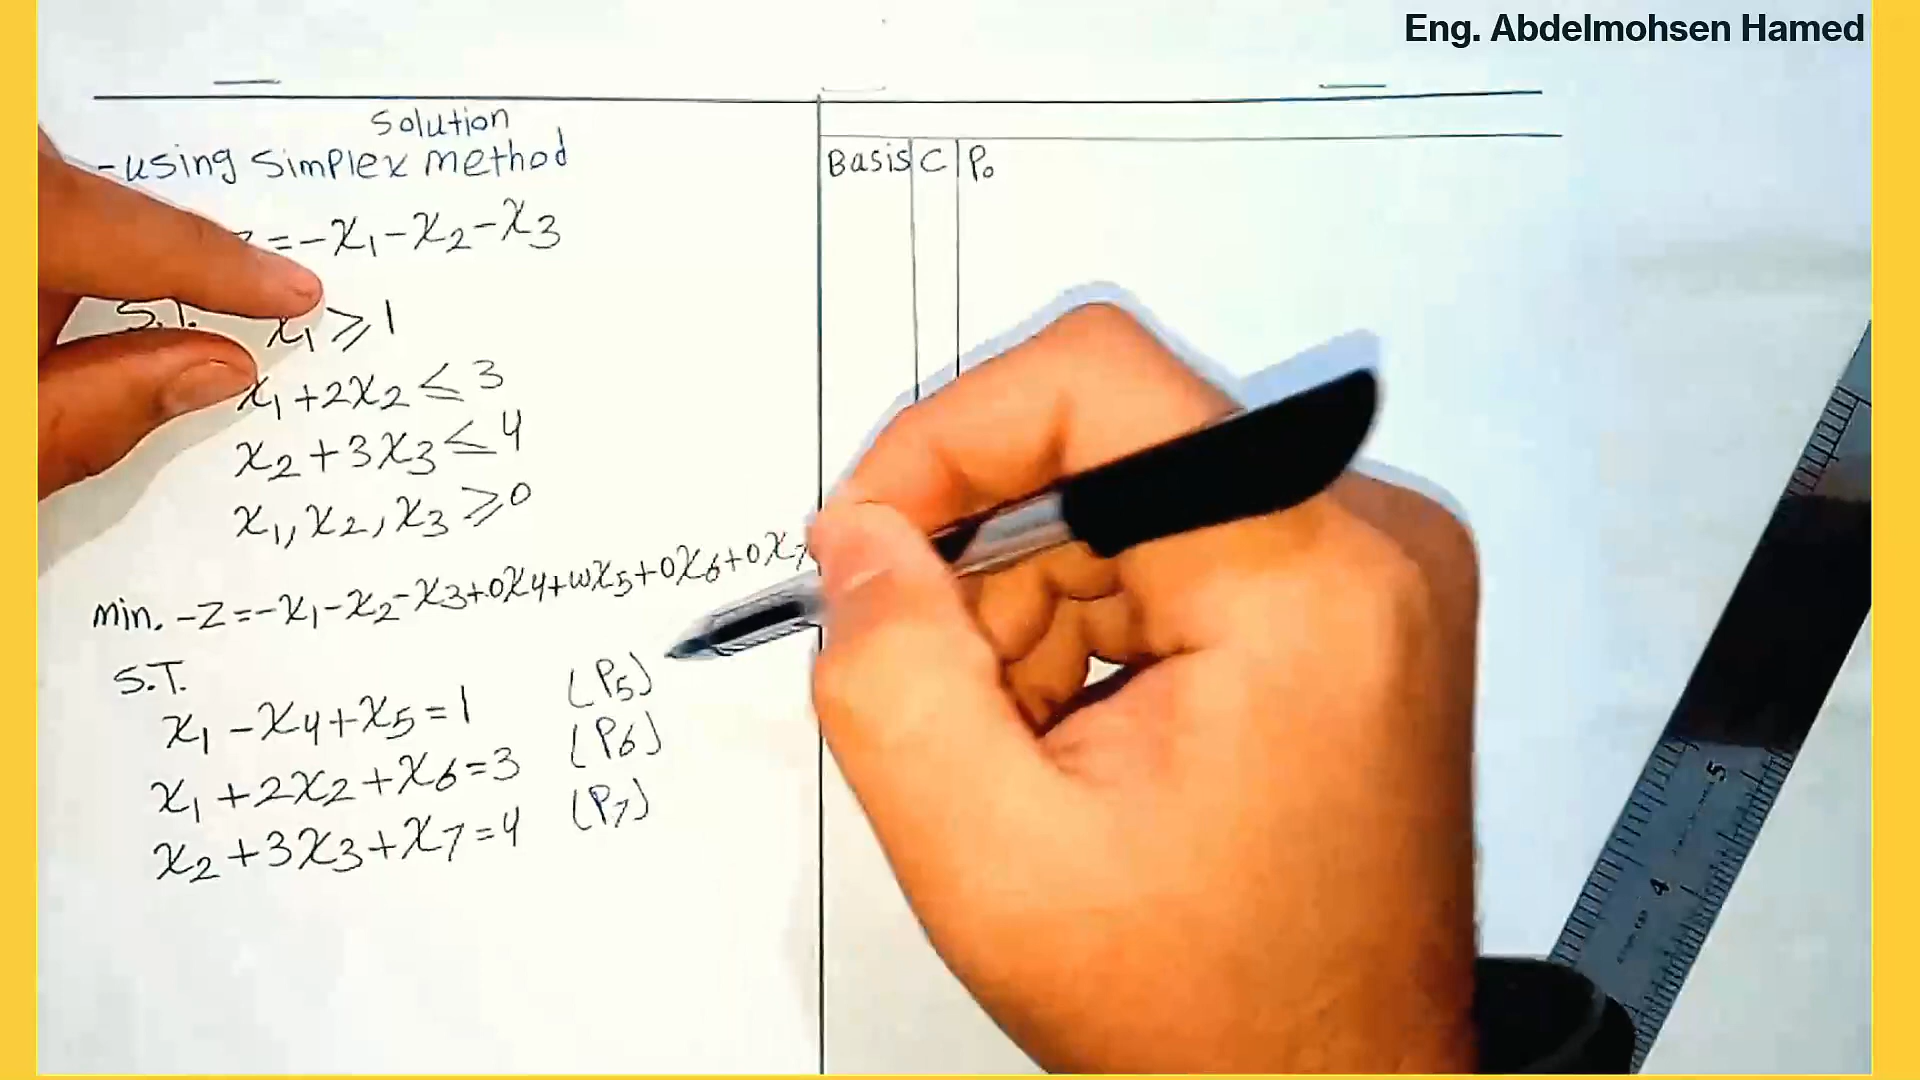 Eng. Abdelmohsen Hamed
Solution
-using Simplex method
=-x₁-x₂-x₃
S.T. x₁⩾1
x₁+2x₂≤3
x₂+3x₃≤4
x₁,x₂,x₃⩾0
min. -Z=-x₁-x₂-x₃+0x₄+wx₅+0x₆+0x₇
S.T.
x₁-x₄+x₅=1 (P₅)
x₁+2x₂+x₆=3 (P₆)
x₂+3x₃+x₇=4 (P₇)
Basis C P₀
5
4